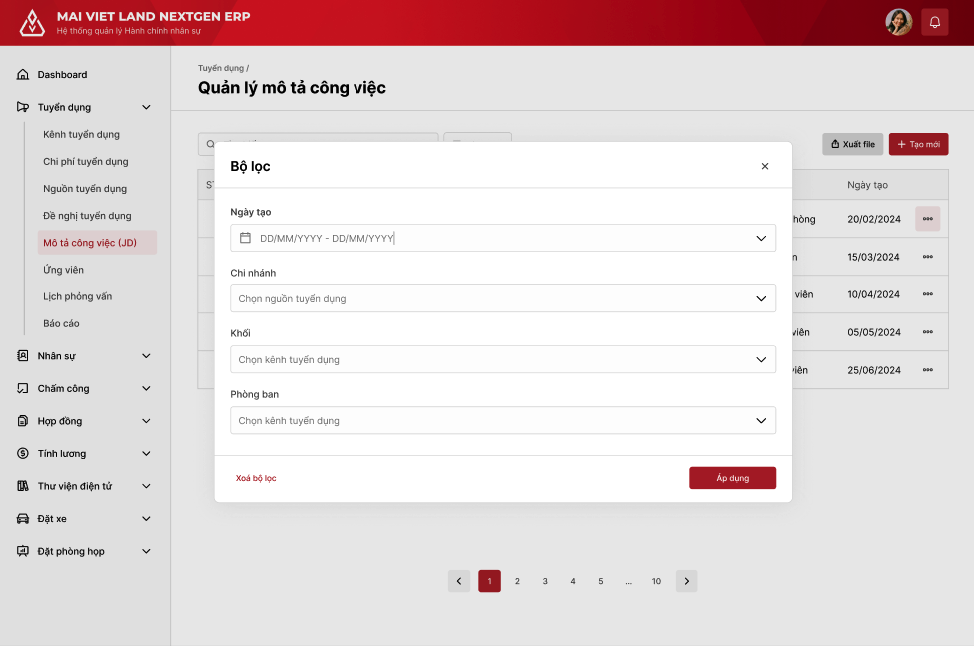 MAI VIET LAND NEXTGEN ERP
Hệ thống quản lý Hành chính nhân sự
Dashboard
Tuyển dụng
Kênh tuyển dụng
Chi phí tuyển dụng
Nguồn tuyển dụng
Đề nghị tuyển dụng
Mô tả công việc (JD)
Ứng viên
Lịch phỏng vấn
Báo cáo
Nhân sự
Chấm công
Hợp đồng
Tính lương
Thư viện điện tử
Đặt xe
Đặt phòng họp
Tuyển dụng /
Quản lý mô tả công việc
Xuất file
Tạo mới
Ngày tạo
20/02/2024
15/03/2024
viên 10/04/2024
05/05/2024
25/06/2024
Bộ lọc
Ngày tạo
DD/MM/YYYY - DD/MM/YYYY
Chi nhánh
Chọn nguồn tuyển dụng
Khối
Chọn kênh tuyển dụng
Phòng ban
Chọn kênh tuyển dụng
Xoá bộ lọc
Áp dụng
1 2 3 4 5 ... 10